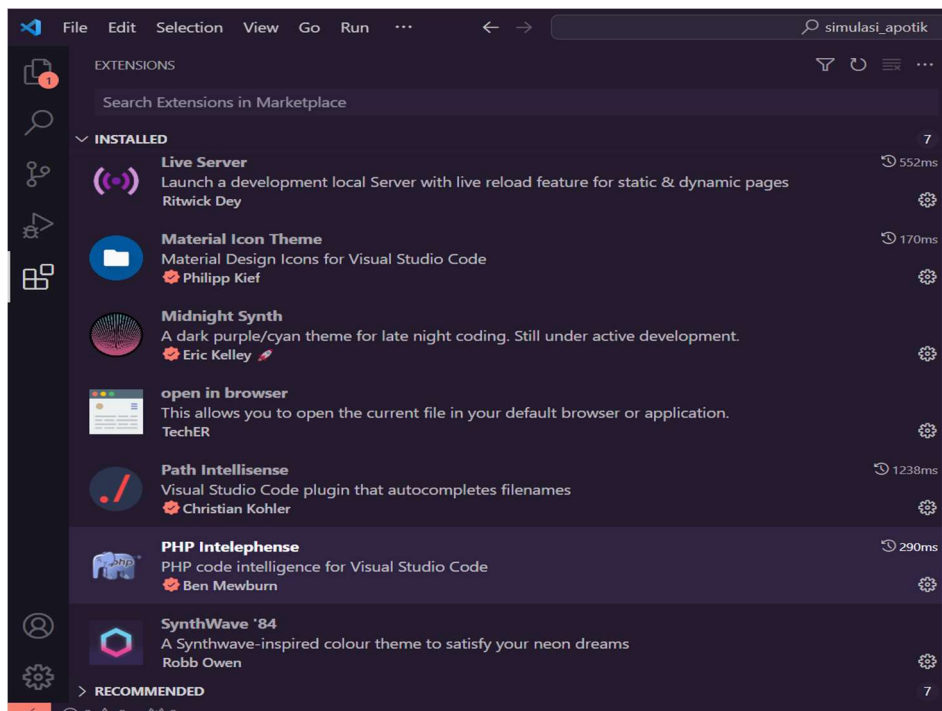 File Edit Selection View Go Run ··· ← → simulasi_apotik
1
EXTENSIONS
Search Extensions in Marketplace
INSTALLED 7
Live Server 552ms
Launch a development local Server with live reload feature for static & dynamic pages
Ritwick Dey
Material Icon Theme 170ms
Material Design Icons for Visual Studio Code
Philipp Kief
Midnight Synth
A dark purple/cyan theme for late night coding. Still under active development.
Eric Kelley 🚀
open in browser
This allows you to open the current file in your default browser or application.
TechER
Path Intellisense 1238ms
./
Visual Studio Code plugin that autocompletes filenames
Christian Kohler
PHP Intelephense 290ms
php
PHP code intelligence for Visual Studio Code
Ben Mewburn
SynthWave '84
A Synthwave-inspired colour theme to satisfy your neon dreams
Robb Owen
RECOMMENDED 7